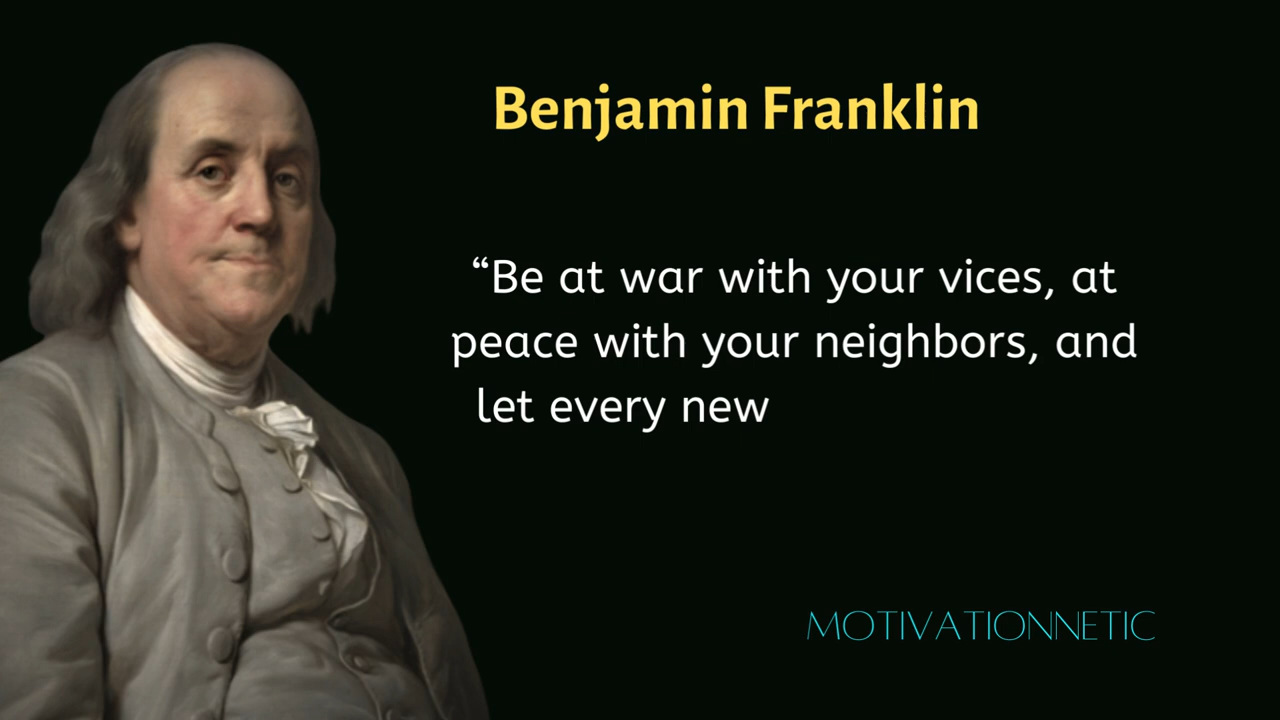 Benjamin Franklin
“Be at war with your vices, at
peace with your neighbors, and
let every new
MOTIVATIONNETIC